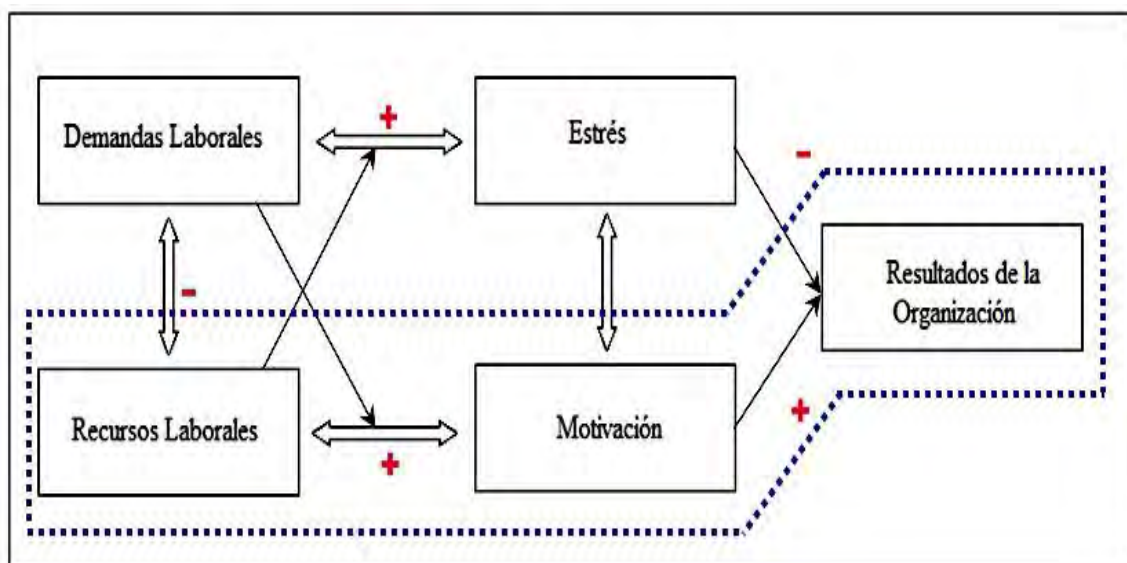 Demandas Laborales
+
Estrés
-
-
Resultados de la
Organización
Recursos Laborales
+
Motivación
+